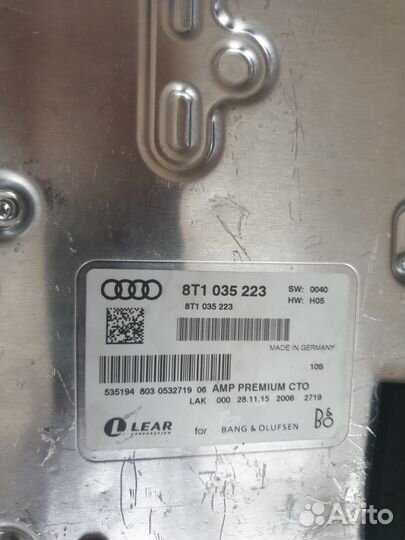 8T1 035 223 SW: 0040
8T1 035 223 HW: H05
MADE IN GERMANY
10S
535194 803 0532719 06 AMP PREMIUM CTO
LAK 000 28.11.15 2006 2719
LEAR CORPORATION for BANG & OLUFSEN B&O
Avito